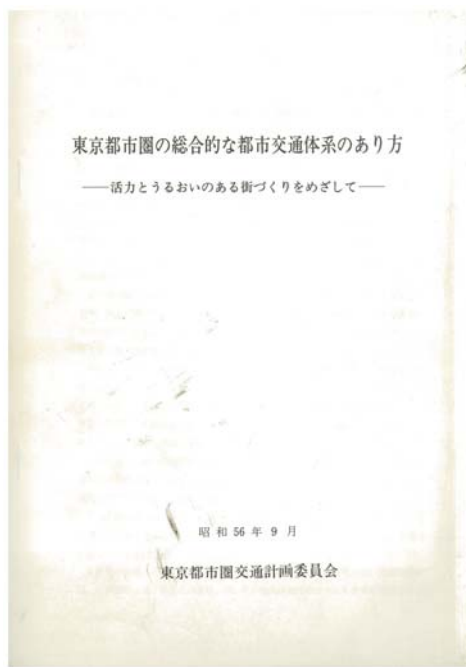 東京都市圏の総合的な都市交通体系のあり方
——活力とうるおいのある街づくりをめざして——
昭和56年9月
東京都市圏交通計画委員会